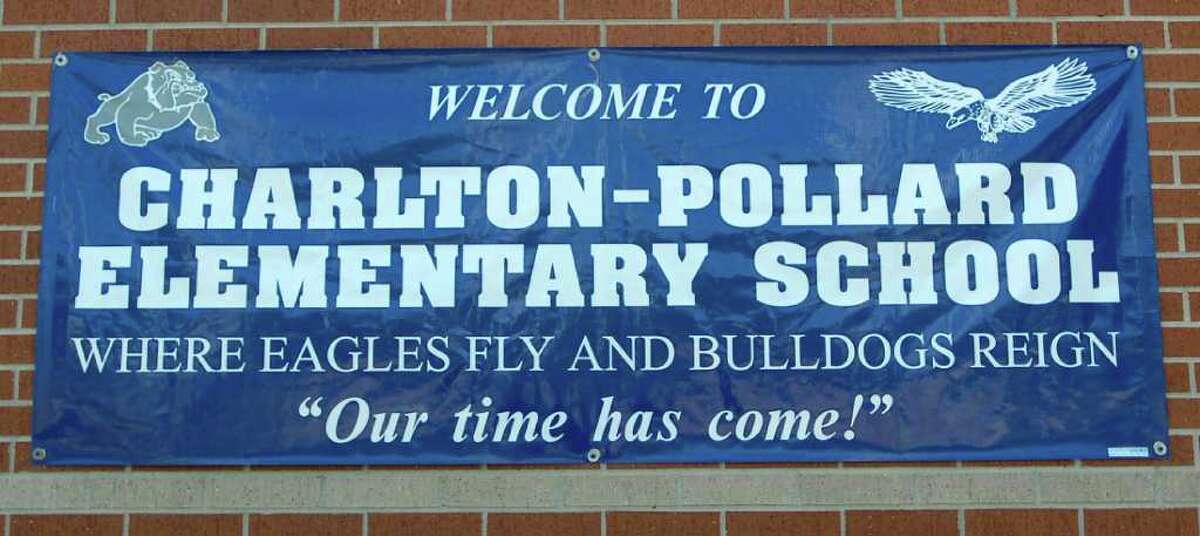 WELCOME TO
CHARLTON-POLLARD
ELEMENTARY SCHOOL
WHERE EAGLES FLY AND BULLDOGS REIGN
“Our time has come!”